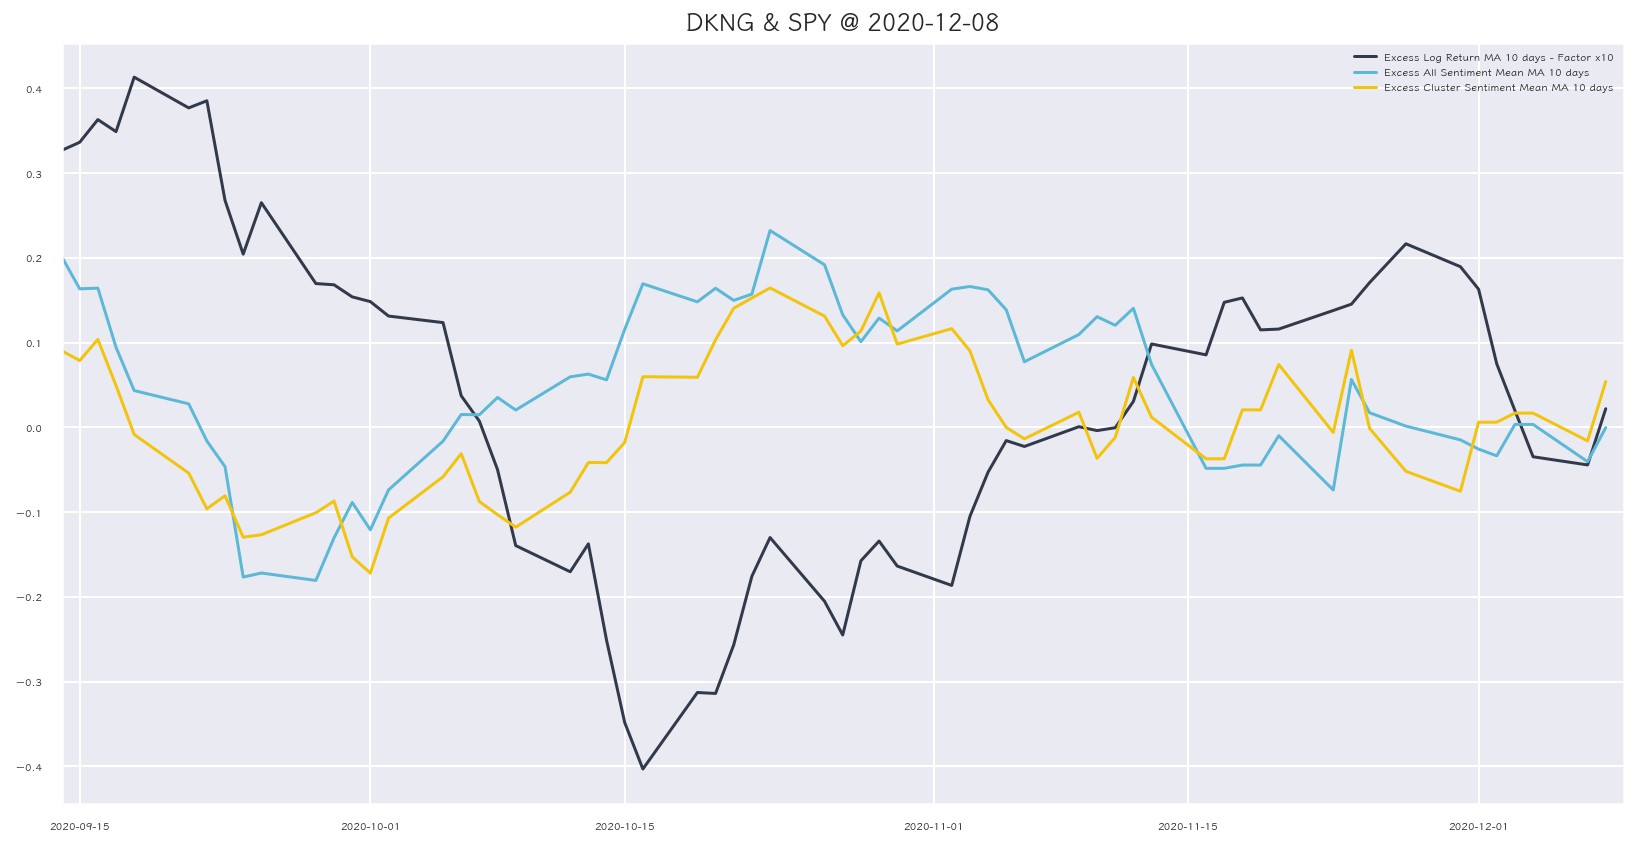 DKNG & SPY @ 2020-12-08
Excess Log Return MA 10 days - Factor x10
Excess All Sentiment Mean MA 10 days
Excess Cluster Sentiment Mean MA 10 days
0.4
0.3
0.2
0.1
0.0
−0.1
−0.2
−0.3
−0.4
2020-09-15 2020-10-01 2020-10-15 2020-11-01 2020-11-15 2020-12-01